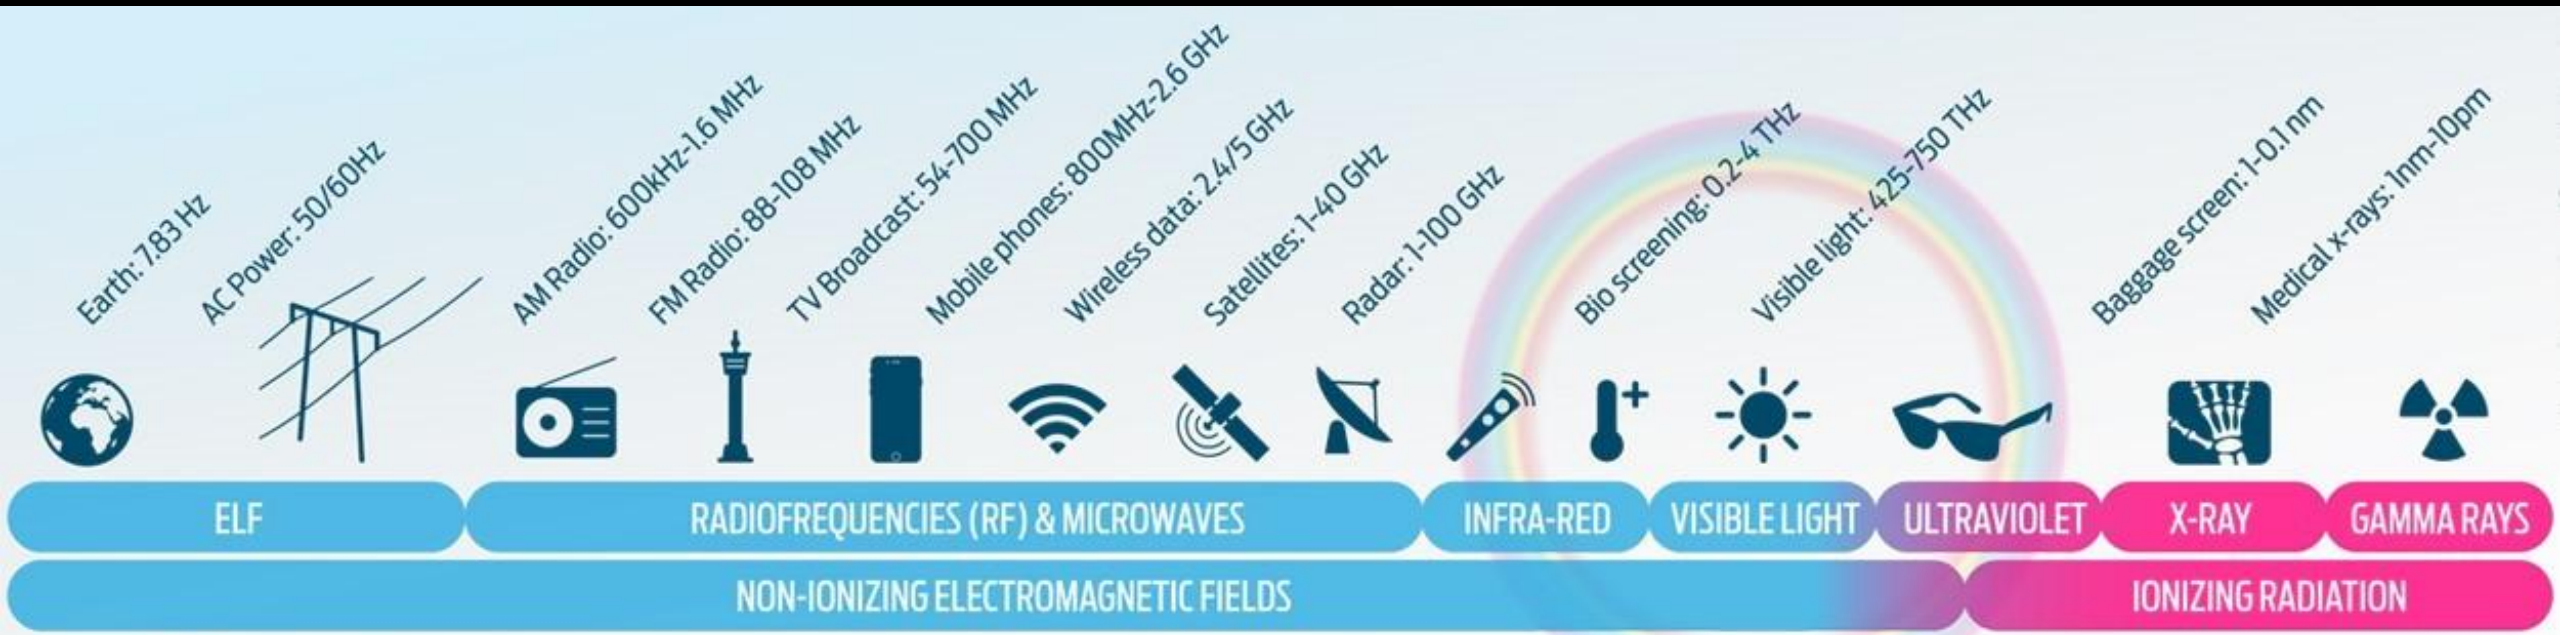 Earth: 7.83 Hz
AC Power: 50/60Hz
AM Radio: 600kHz-1.6 MHz
FM Radio: 88-108 MHz
TV Broadcast: 54-700 MHz
Mobile phones: 800MHz-2.6 GHz
Wireless data: 2.4/5 GHz
Satellites: 1-40 GHz
Radar: 1-100 GHz
Bio screening: 0.2-4 THz
Visible light: 425-750 THz
Baggage screen: 1-0.1 nm
Medical x-rays: 1nm-10pm
ELF
RADIOFREQUENCIES (RF) & MICROWAVES
INFRA-RED
VISIBLE LIGHT
ULTRAVIOLET
X-RAY
GAMMA RAYS
NON-IONIZING ELECTROMAGNETIC FIELDS
IONIZING RADIATION